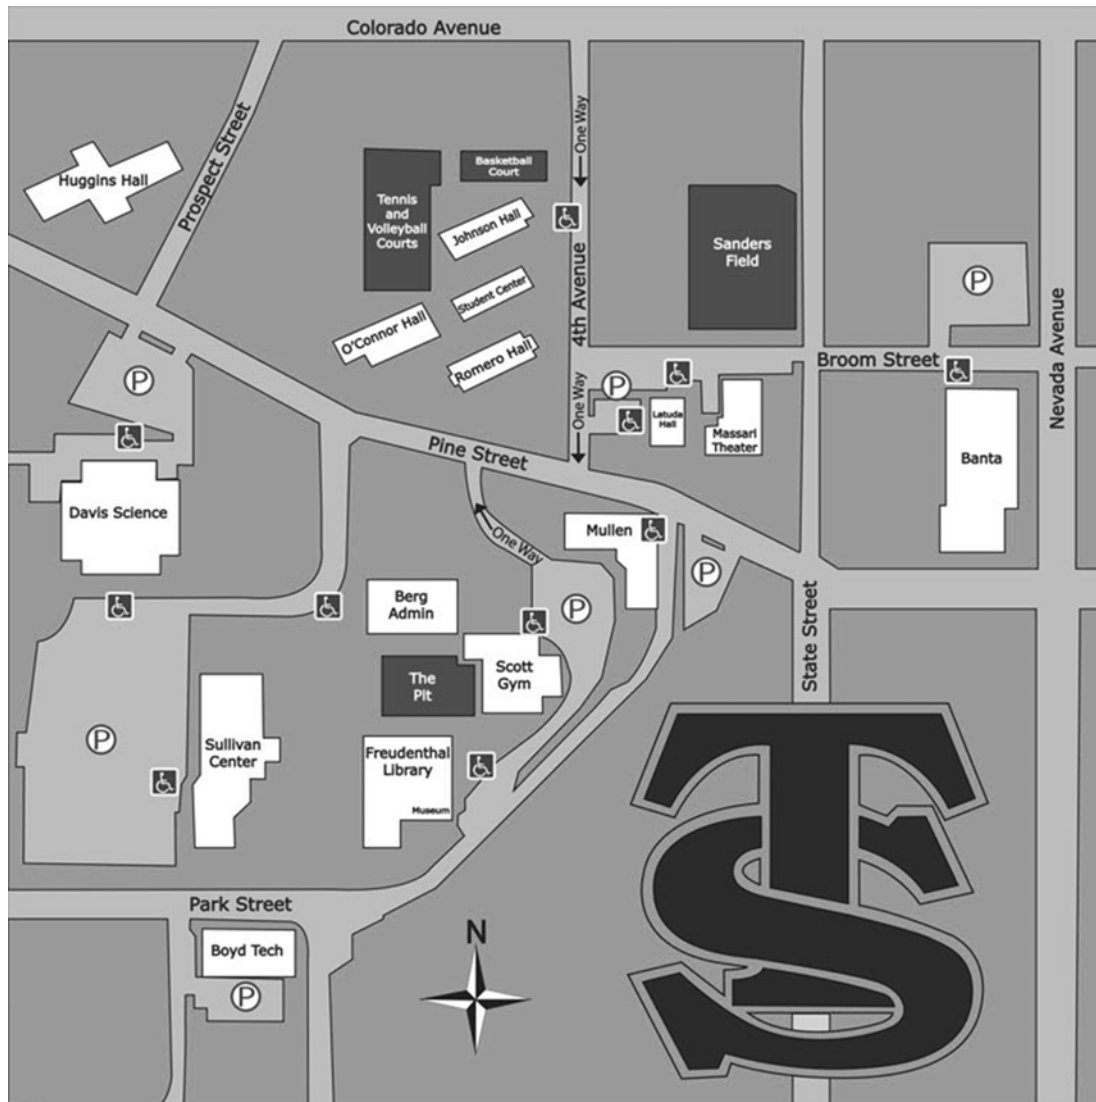 Colorado Avenue
One Way
Prospect Street
Huggins Hall
Basketball
Court
Tennis
and
Volleyball
Courts
Johnson Hall
4th Avenue
Sanders
Field
P
Student Center
Nevada Avenue
O'Connor Hall
Romero Hall
Broom Street
P
P
One Way
Latuda
Hall
Massari
Theater
Pine Street
Banta
Davis Science
Mullen
One Way
P
Berg
Admin
P
State Street
Scott
Gym
The
Pit
P
Sullivan
Center
Freudenthal
Library
Museum
TS
Park Street
Boyd Tech
N
P